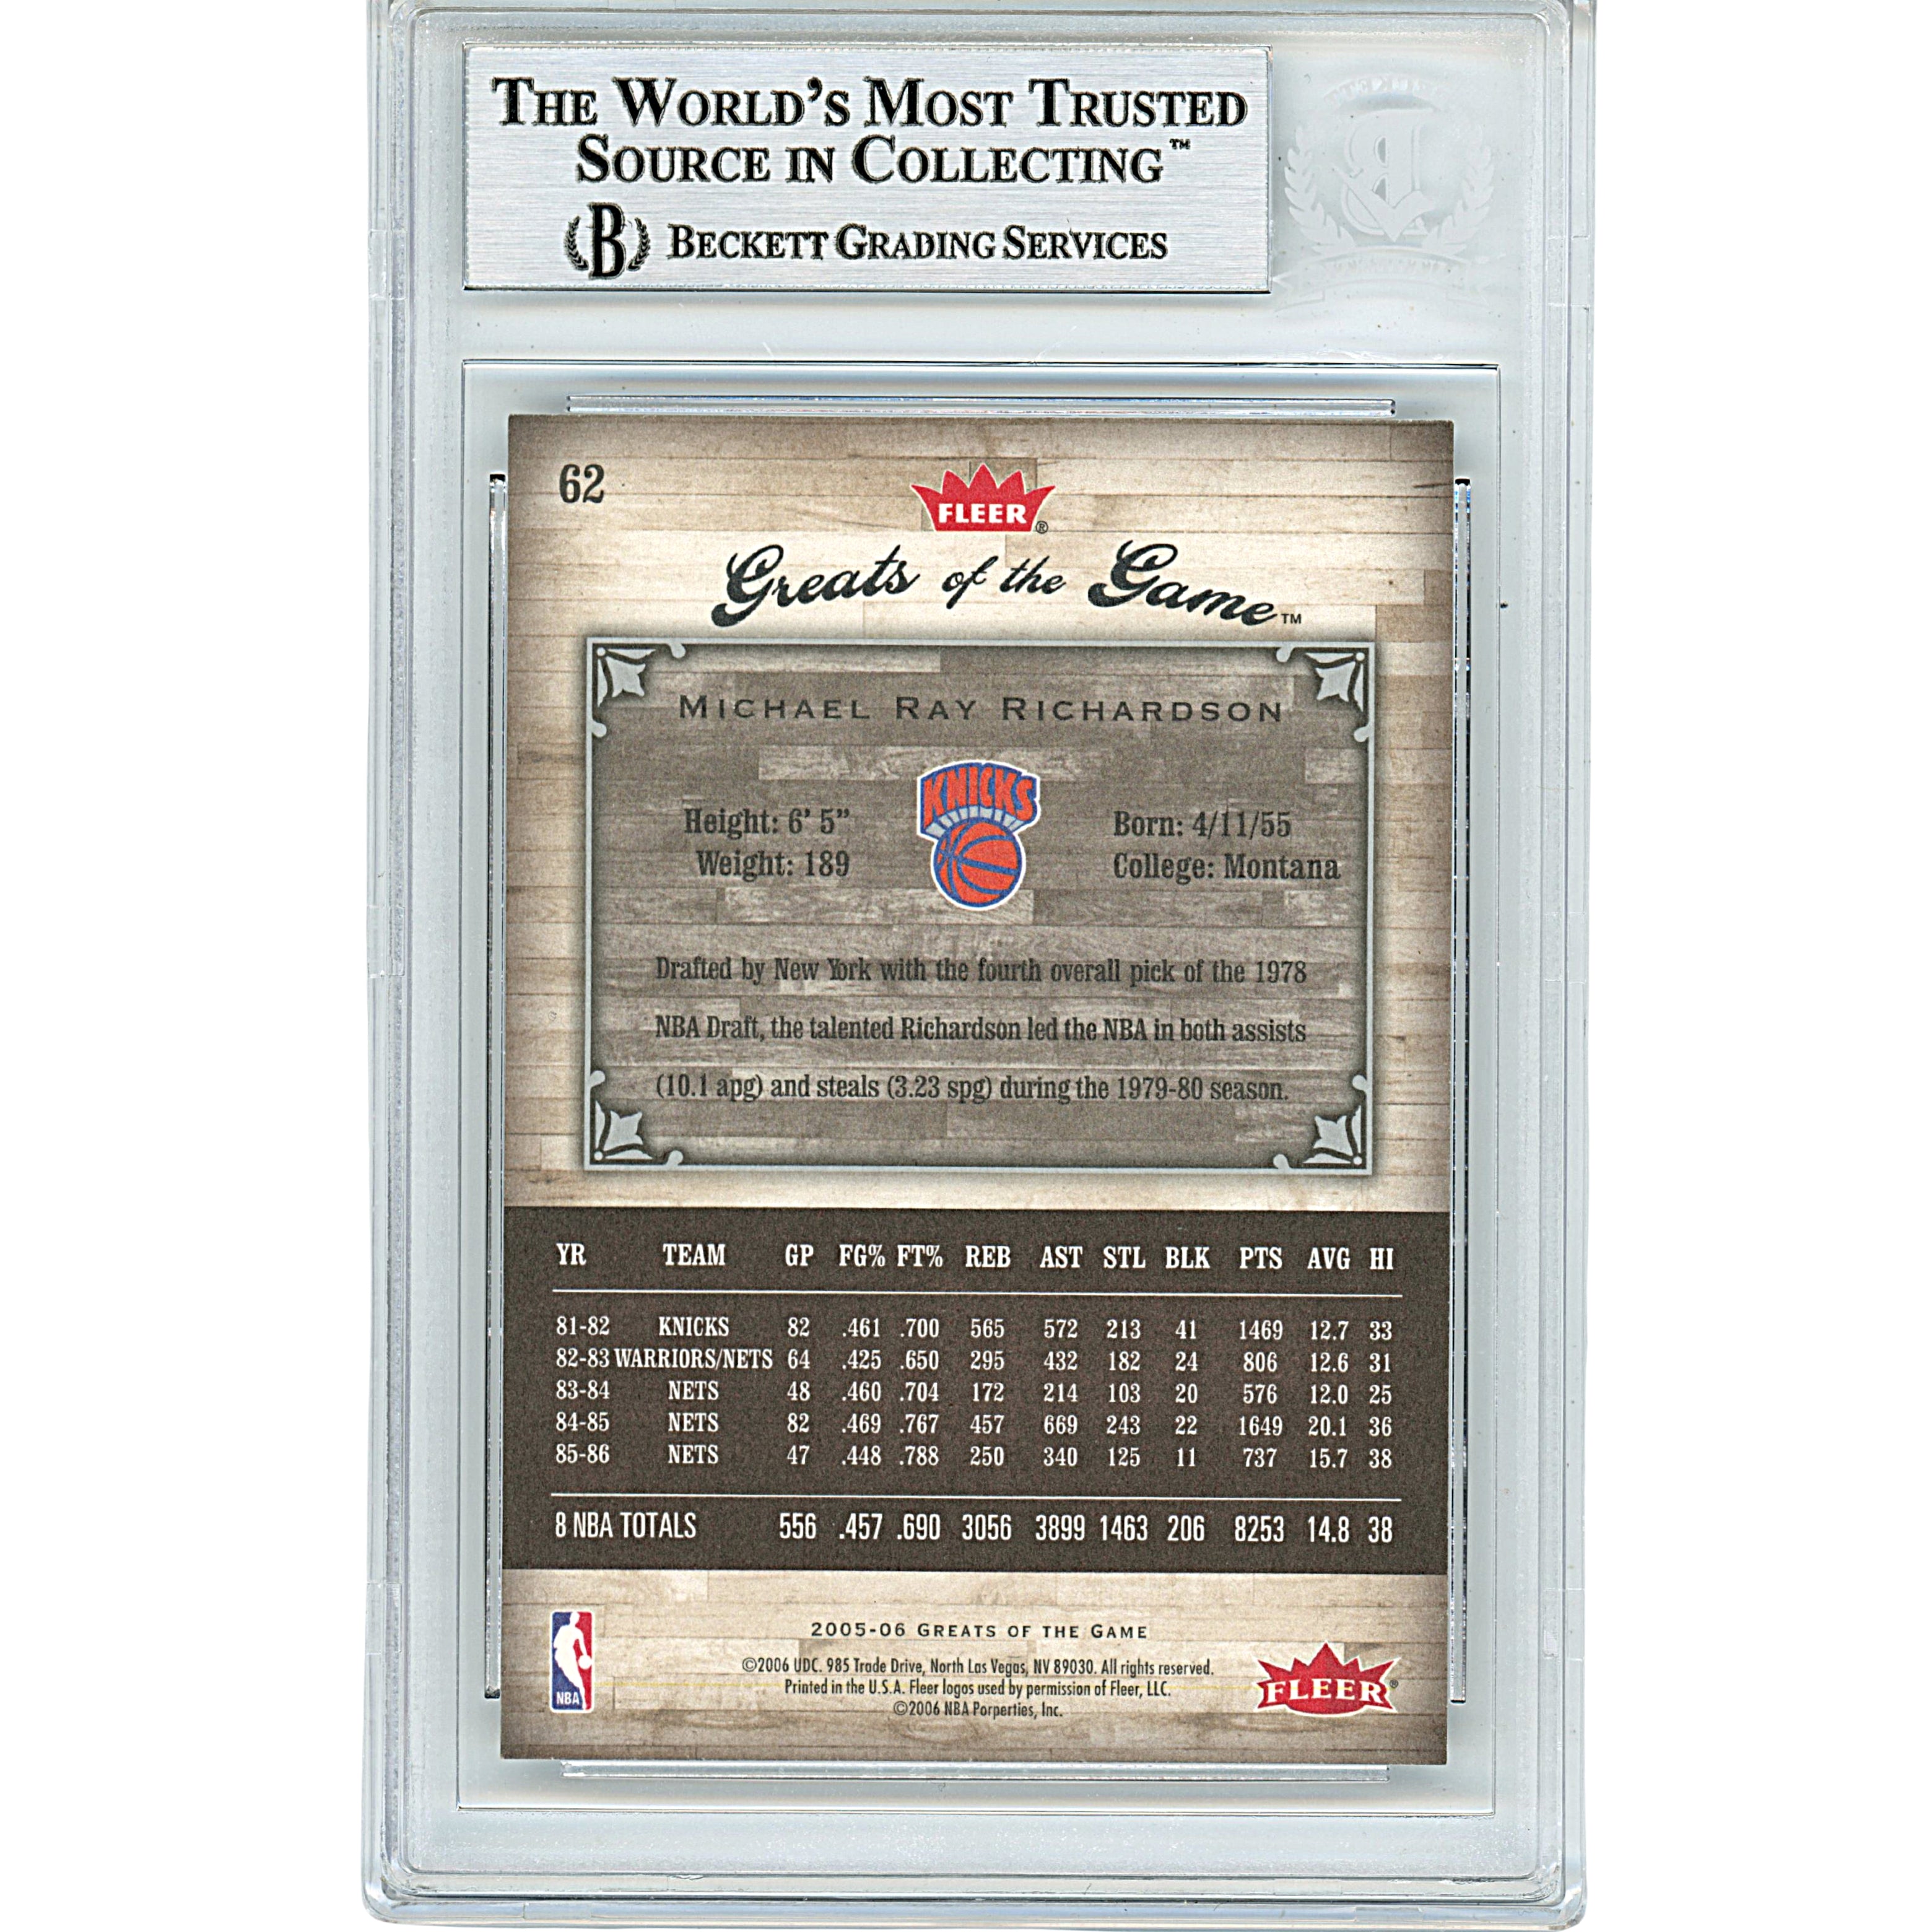 THE WORLD'S MOST TRUSTED
SOURCE IN COLLECTING™
B BECKETT GRADING SERVICES
62
FLEER®
Greats of the Game™
MICHAEL RAY RICHARDSON
KNICKS
Height: 6' 5"
Weight: 189
Born: 4/11/55
College: Montana
Drafted by New York with the fourth overall pick of the 1978
NBA Draft, the talented Richardson led the NBA in both assists
(10.1 apg) and steals (3.23 spg) during the 1979-80 season.
YR TEAM GP FG% FT% REB AST STL BLK PTS AVG HI
81-82 KNICKS 82 .461 .700 565 572 213 41 1469 12.7 33
82-83 WARRIORS/NETS 64 .425 .650 295 432 182 24 806 12.6 31
83-84 NETS 48 .460 .704 172 214 103 20 576 12.0 25
84-85 NETS 82 .469 .767 457 669 243 22 1649 20.1 36
85-86 NETS 47 .448 .788 250 340 125 11 737 15.7 38
8 NBA TOTALS 556 .457 .690 3056 3899 1463 206 8253 14.8 38
NBA
2005-06 GREATS OF THE GAME
©2006 UDC. 985 Trade Drive, North Las Vegas, NV 89030. All rights reserved.
Printed in the U.S.A. Fleer logos used by permission of Fleer, LLC.
©2006 NBA Porperties, Inc.
FLEER®